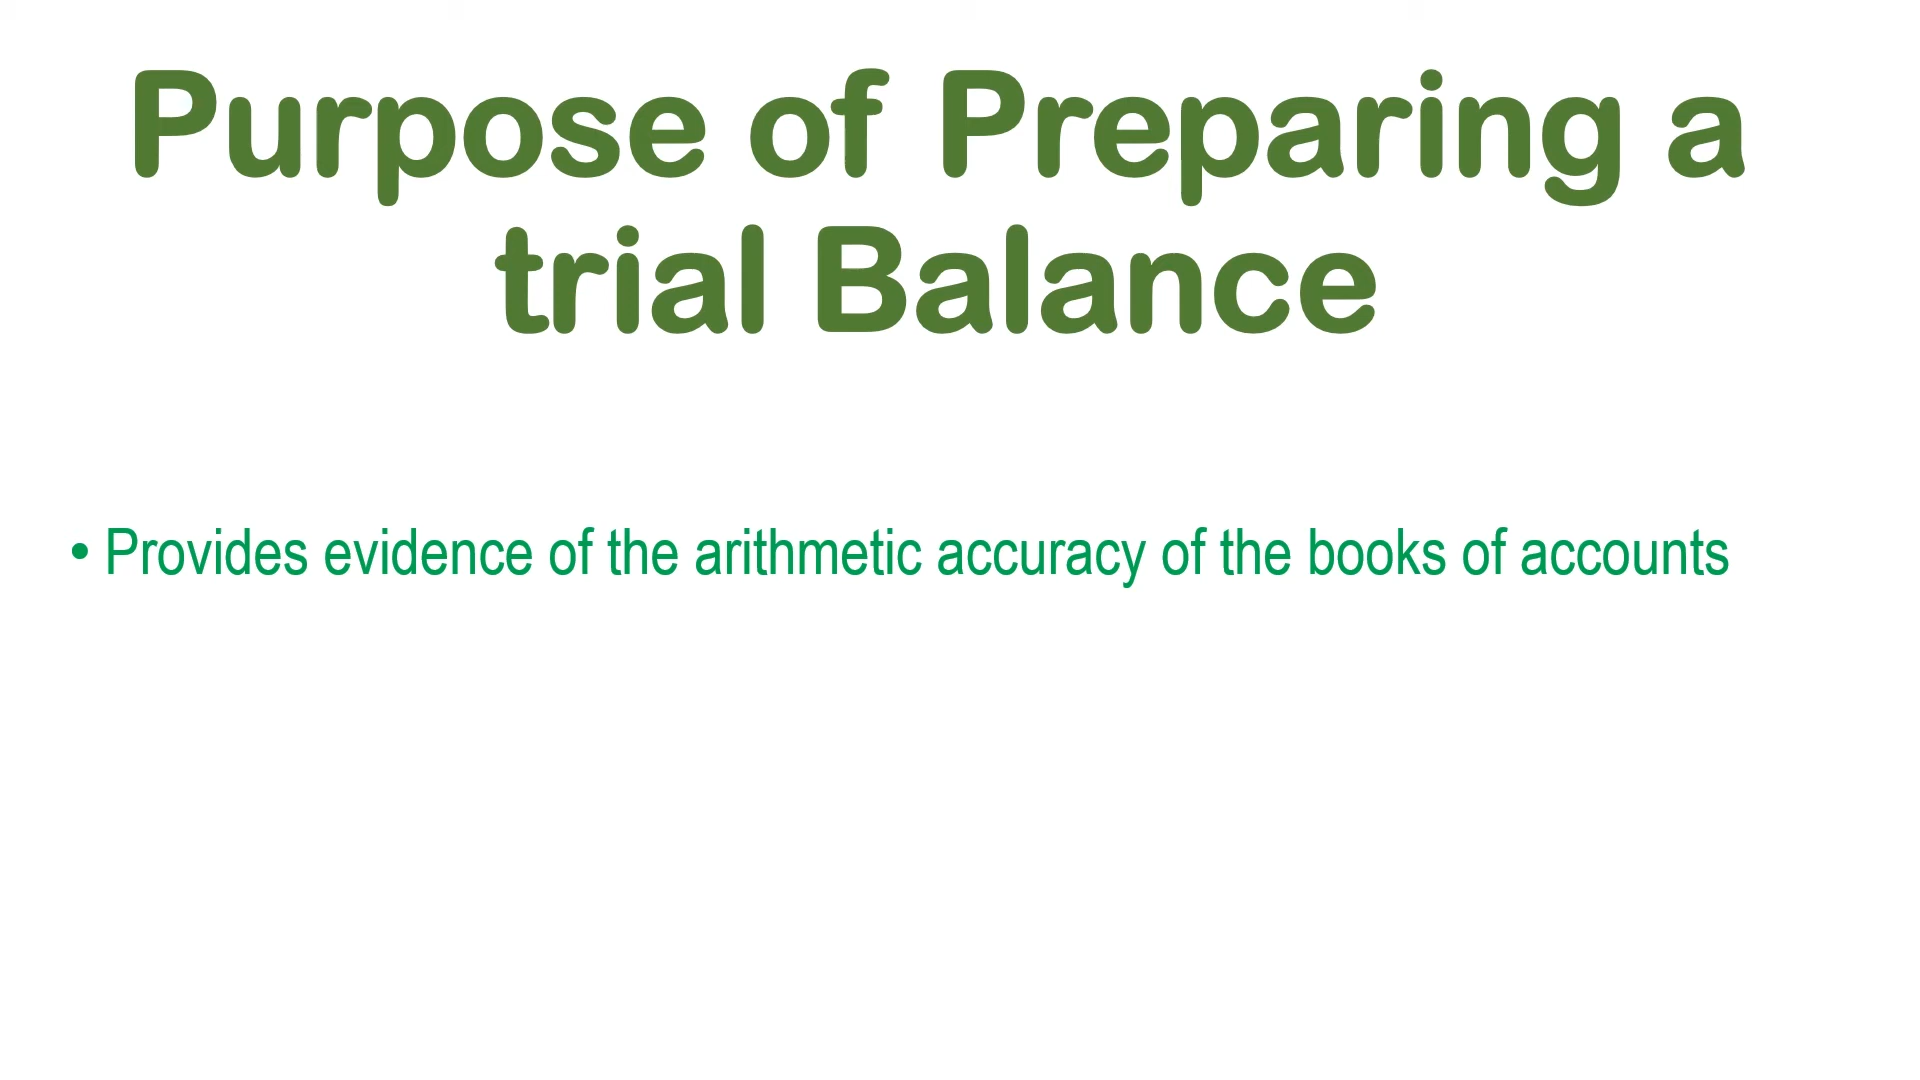 Purpose of Preparing a
trial Balance
• Provides evidence of the arithmetic accuracy of the books of accounts